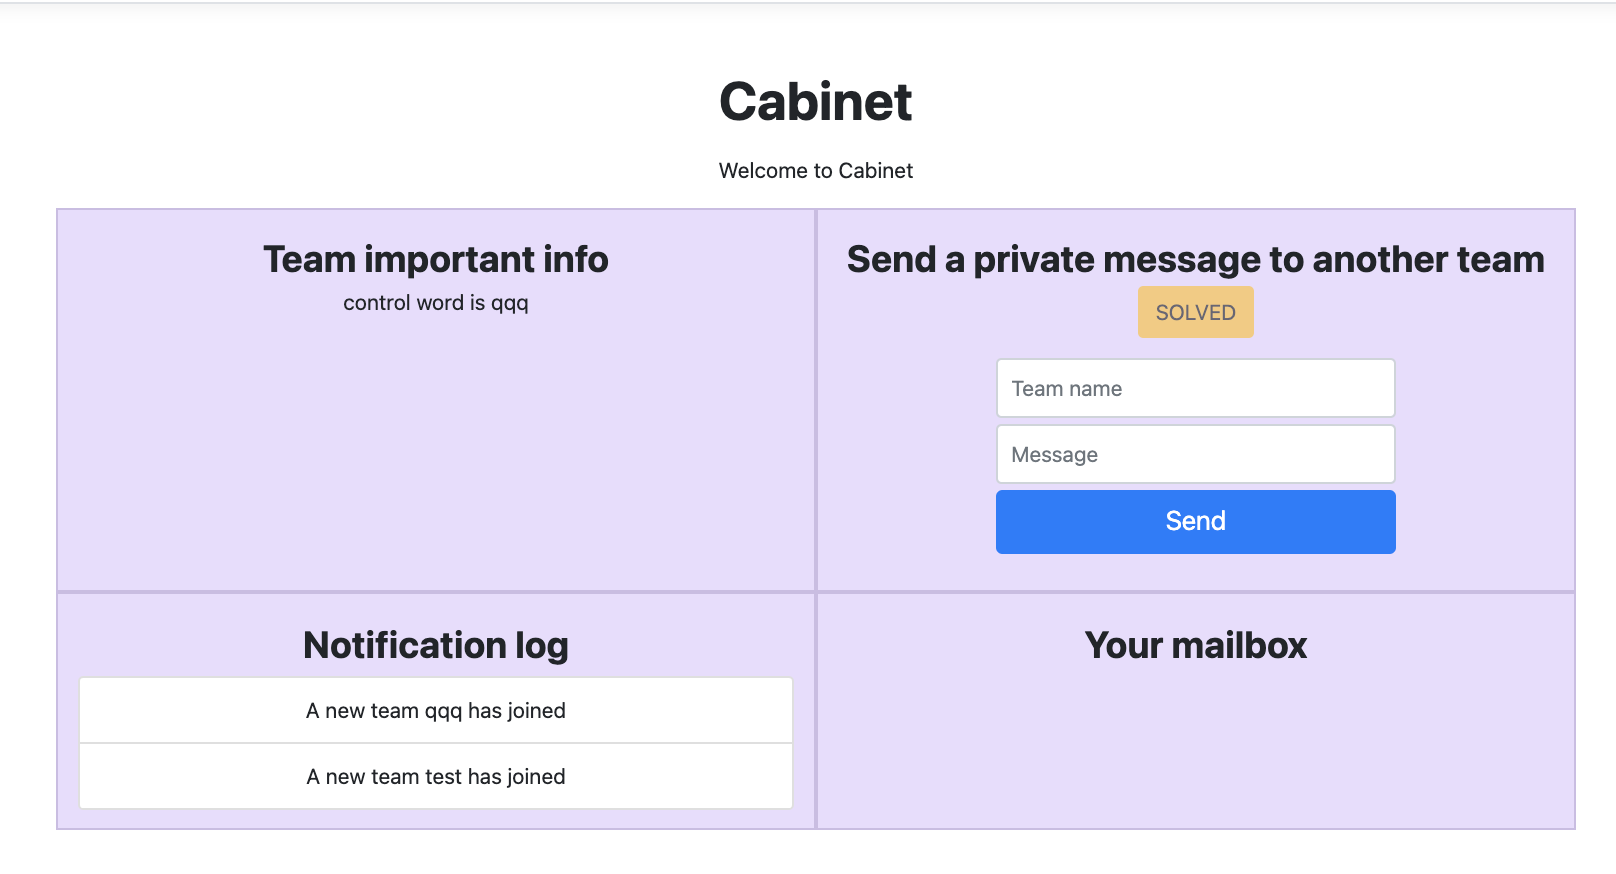 Cabinet
Welcome to Cabinet
Team important info
control word is qqq
Send a private message to another team
SOLVED
Team name
Message
Send
Notification log
A new team qqq has joined
A new team test has joined
Your mailbox